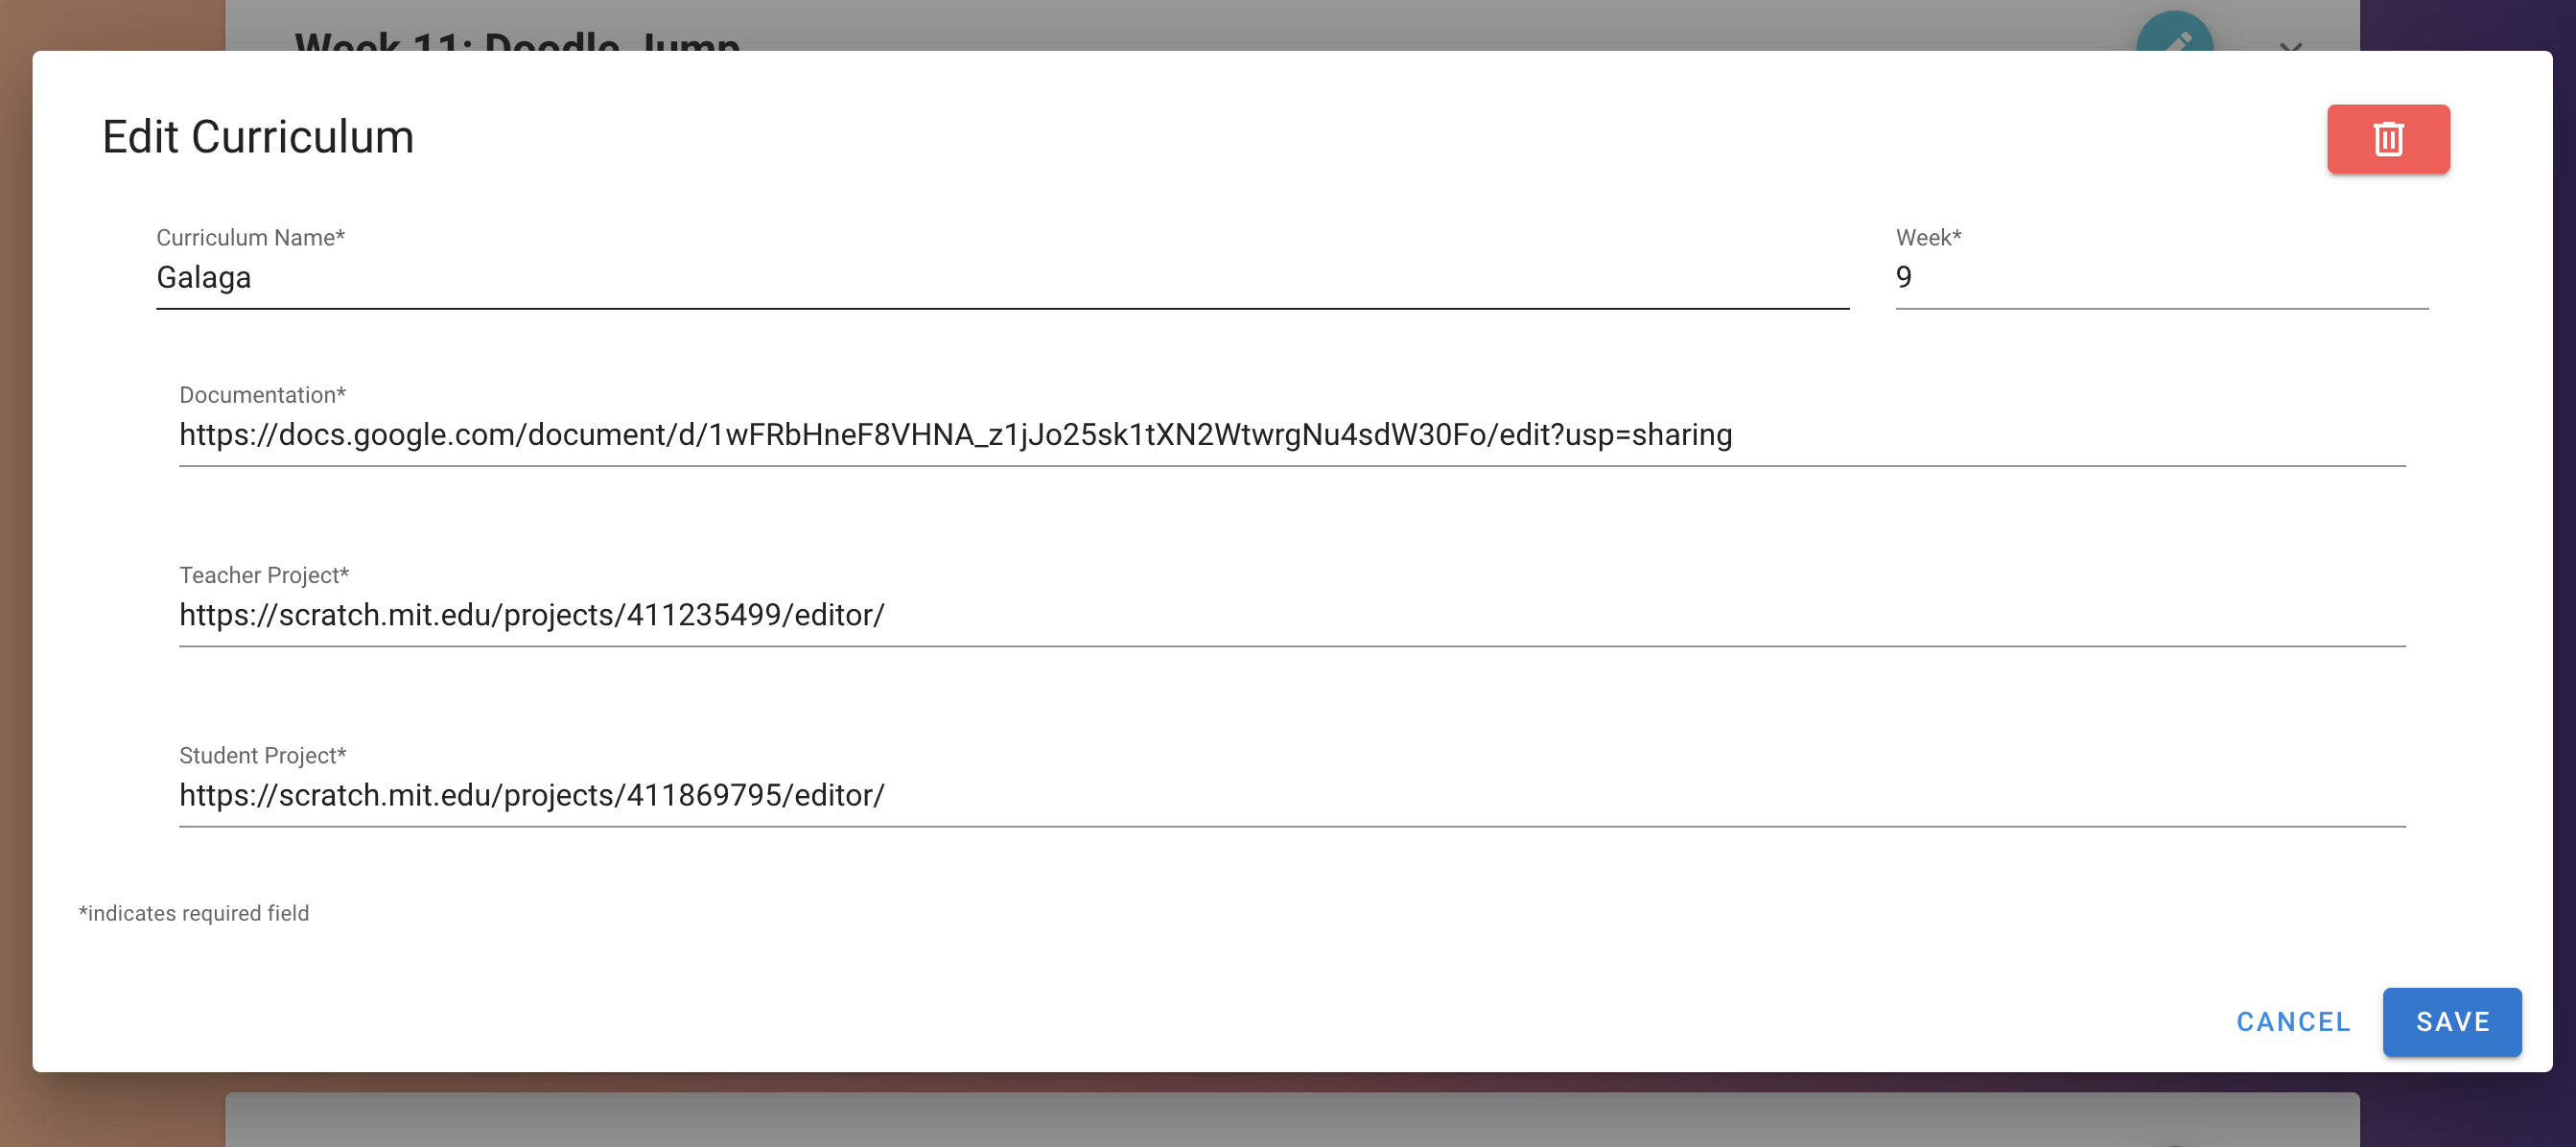 Week 11: Doodle Jump
Edit Curriculum
Curriculum Name*
Galaga
Week*
9
Documentation*
https://docs.google.com/document/d/1wFRbHneF8VHNA_z1jJo25sk1tXN2WtwrgNu4sdW30Fo/edit?usp=sharing
Teacher Project*
https://scratch.mit.edu/projects/411235499/editor/
Student Project*
https://scratch.mit.edu/projects/411869795/editor/
*indicates required field
CANCEL
SAVE